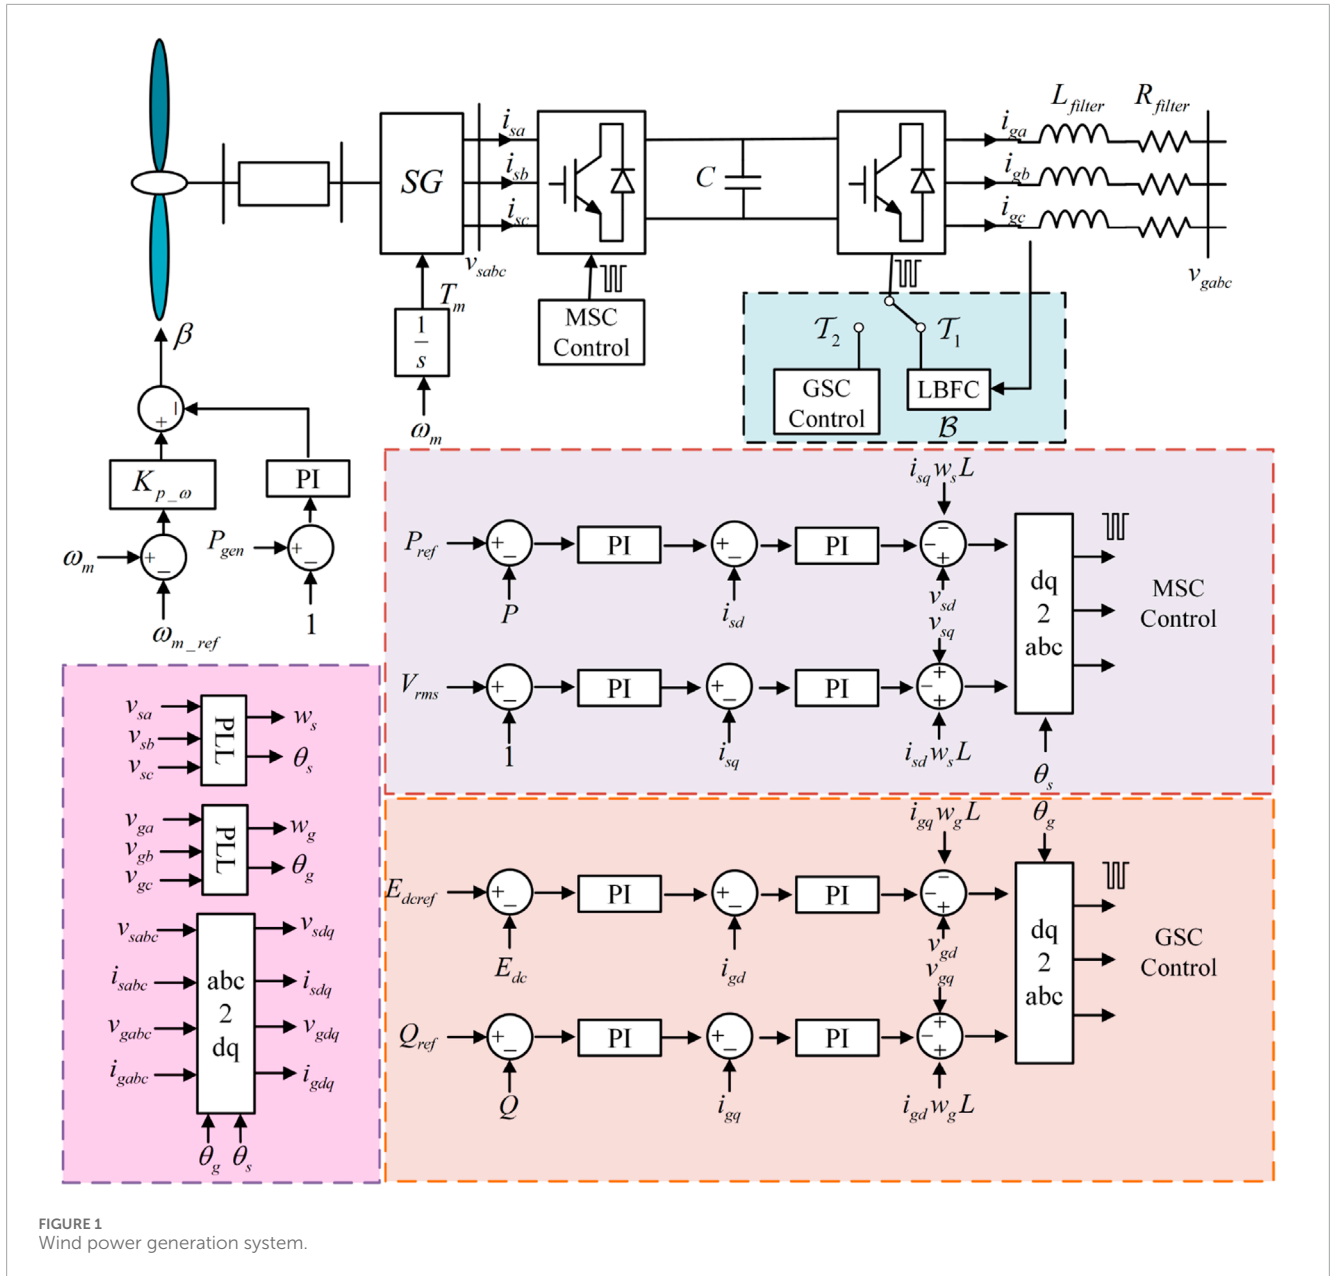 L_filter R_filter
i_sa
i_ga
SG
i_sb
C
i_gb
i_sc
i_gc
v_sabc
v_gabc
T_m
MSC
Control
1
s
β
T_2
T_1
GSC
Control
LBFC
B
ω_m
+
K_p_ω
PI
P_gen
+
−
ω_m
+
−
1
ω_m_ref
i_sq w_s L
P_ref
+
−
PI
+
−
PI
−
−
+
P
i_sd
v_sd
dq
2
abc
MSC
Control
v_sq
V_rms
+
−
PI
+
−
PI
+
−
+
1
i_sq
i_sd w_s L
θ_s
v_sa
v_sb
v_sc
PLL
w_s
θ_s
v_ga
v_gb
v_gc
PLL
w_g
θ_g
v_sabc
i_sabc
v_gabc
i_gabc
abc
2
dq
v_sdq
i_sdq
v_gdq
i_gdq
θ_g θ_s
i_gq w_g L
θ_g
E_dcref
+
−
PI
+
−
PI
−
−
+
E_dc
i_gd
v_gd
dq
2
abc
GSC
Control
v_gq
Q_ref
+
−
PI
+
−
PI
+
−
+
Q
i_gq
i_gd w_g L
FIGURE 1
Wind power generation system.